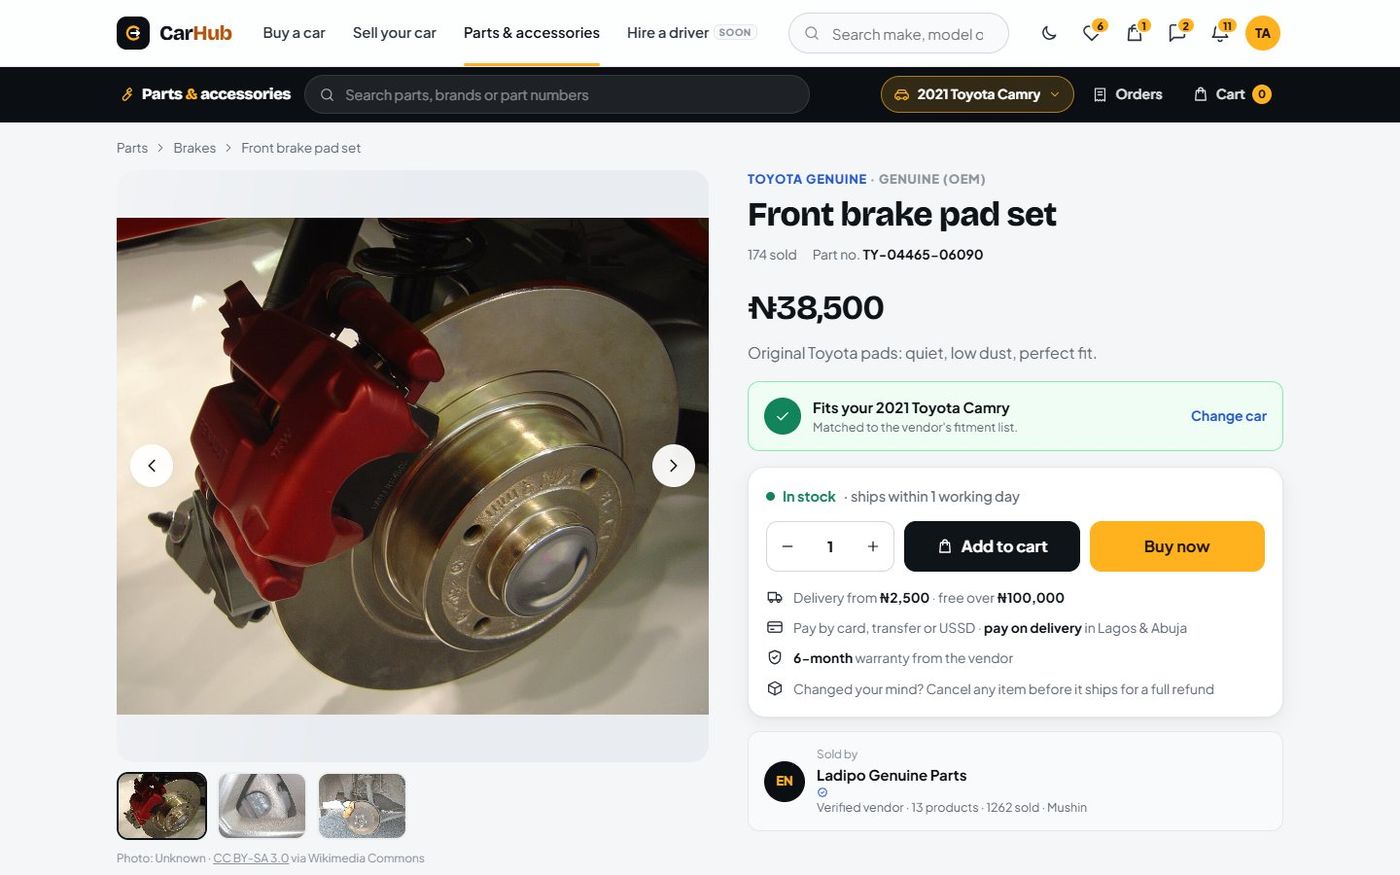 CarHub
Buy a car
Sell your car
Parts & accessories
Hire a driver SOON
Search make, model o
6
1
2
11
TA
Parts & accessories
Search parts, brands or part numbers
2021 Toyota Camry
Orders
Cart 0
Parts > Brakes > Front brake pad set
TOYOTA GENUINE · GENUINE (OEM)
Front brake pad set
174 sold Part no. TY-04465-06090
₦38,500
Original Toyota pads: quiet, low dust, perfect fit.
Fits your 2021 Toyota Camry
Matched to the vendor's fitment list.
Change car
In stock · ships within 1 working day
1
Add to cart
Buy now
Delivery from ₦2,500 · free over ₦100,000
Pay by card, transfer or USSD · pay on delivery in Lagos & Abuja
6-month warranty from the vendor
Changed your mind? Cancel any item before it ships for a full refund
EN
Sold by
Ladipo Genuine Parts
Verified vendor · 13 products · 1262 sold · Mushin
Photo: Unknown · CC BY-SA 3.0 via Wikimedia Commons